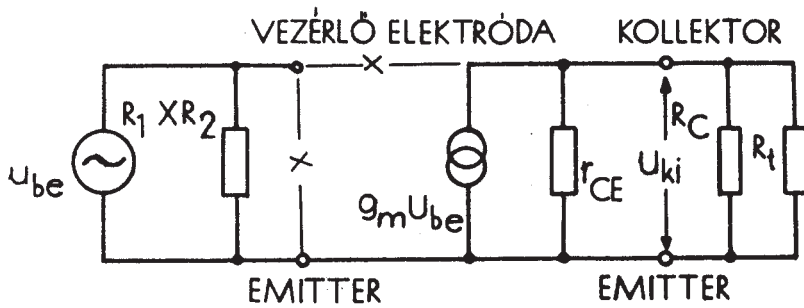 VEZÉRLŐ ELEKTRÓDA
KOLLEKTOR
R1 XR2
RC
Rt
ube
gmUbe
rCE
Uki
EMITTER
EMITTER